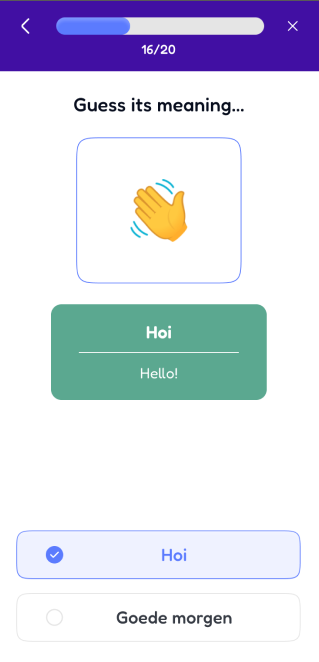 16/20
Guess its meaning...
Hoi
Hello!
Hoi
Goede morgen